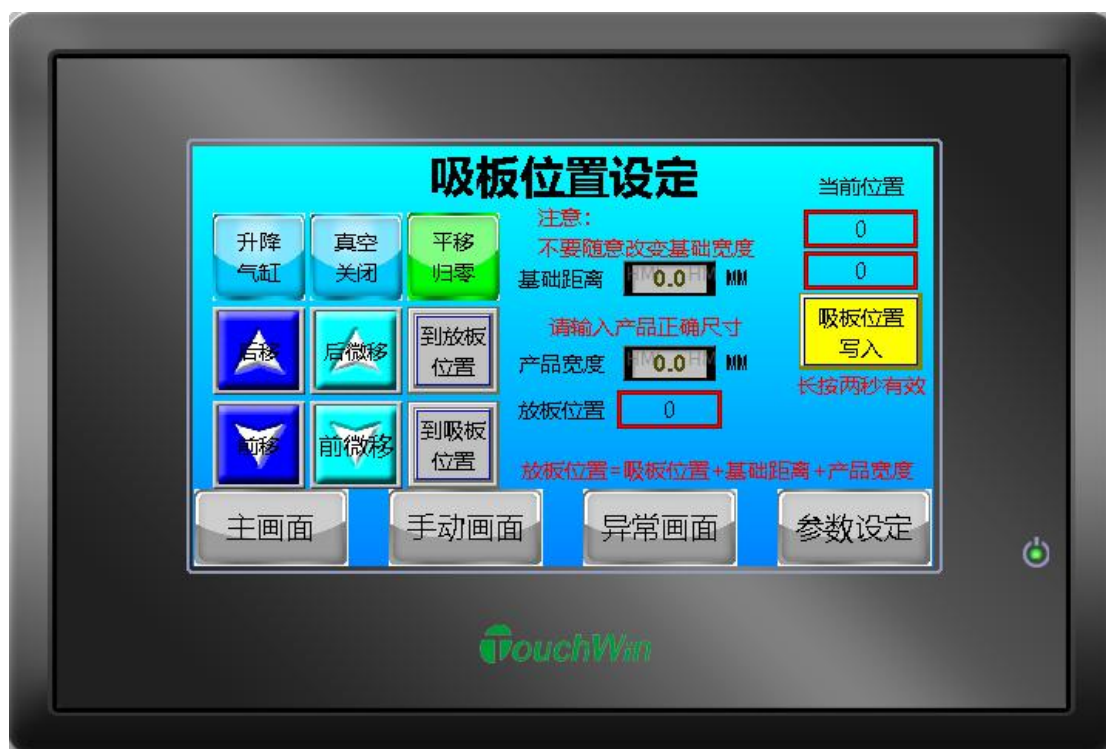 吸板位置设定
当前位置
0
0
吸板位置
写入
长按两秒有效
升降
气缸
真空
关闭
平移
归零
后移
后微移
到放板
位置
前移
前微移
到吸板
位置
注意:
不要随意改变基础宽度
基础距离 0.0 MM
请输入产品正确尺寸
产品宽度 0.0 MM
放板位置 0
放板位置=吸板位置+基础距离+产品宽度
主画面
手动画面
异常画面
参数设定
TouchWin